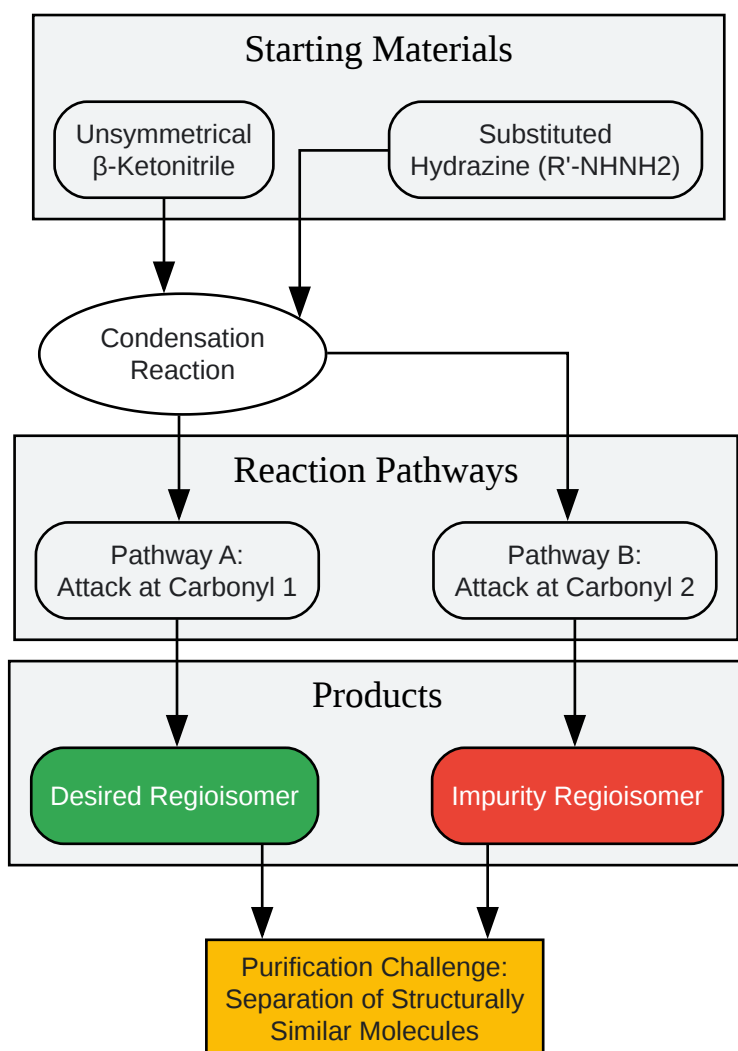 Starting Materials
Unsymmetrical
β-Ketonitrile
Substituted
Hydrazine (R'-NHNH2)
Condensation
Reaction
Reaction Pathways
Pathway A:
Attack at Carbonyl 1
Pathway B:
Attack at Carbonyl 2
Products
Desired Regioisomer
Impurity Regioisomer
Purification Challenge:
Separation of Structurally
Similar Molecules